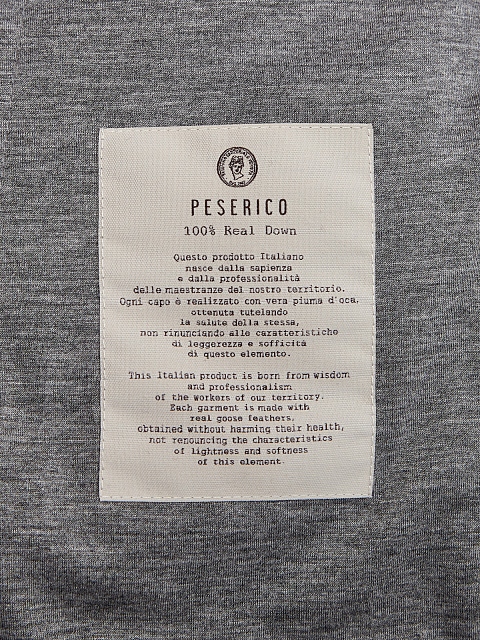 PESERICO
100% Real Down
Questo prodotto Italiano
nasce dalla sapienza
e dalla professionalità
delle maestranze del nostro territorio.
Ogni capo è realizzato con vera piuma d'oca,
ottenuta tutelando
la salute della stessa,
non rinunciando alle caratteristiche
di leggerezza e sofficità
di questo elemento.
This Italian product is born from wisdom
and professionalism
of the workers of our territory.
Each garment is made with
real goose feathers,
obtained without harming their health,
not renouncing the characteristics
of lightness and softness
of this element.